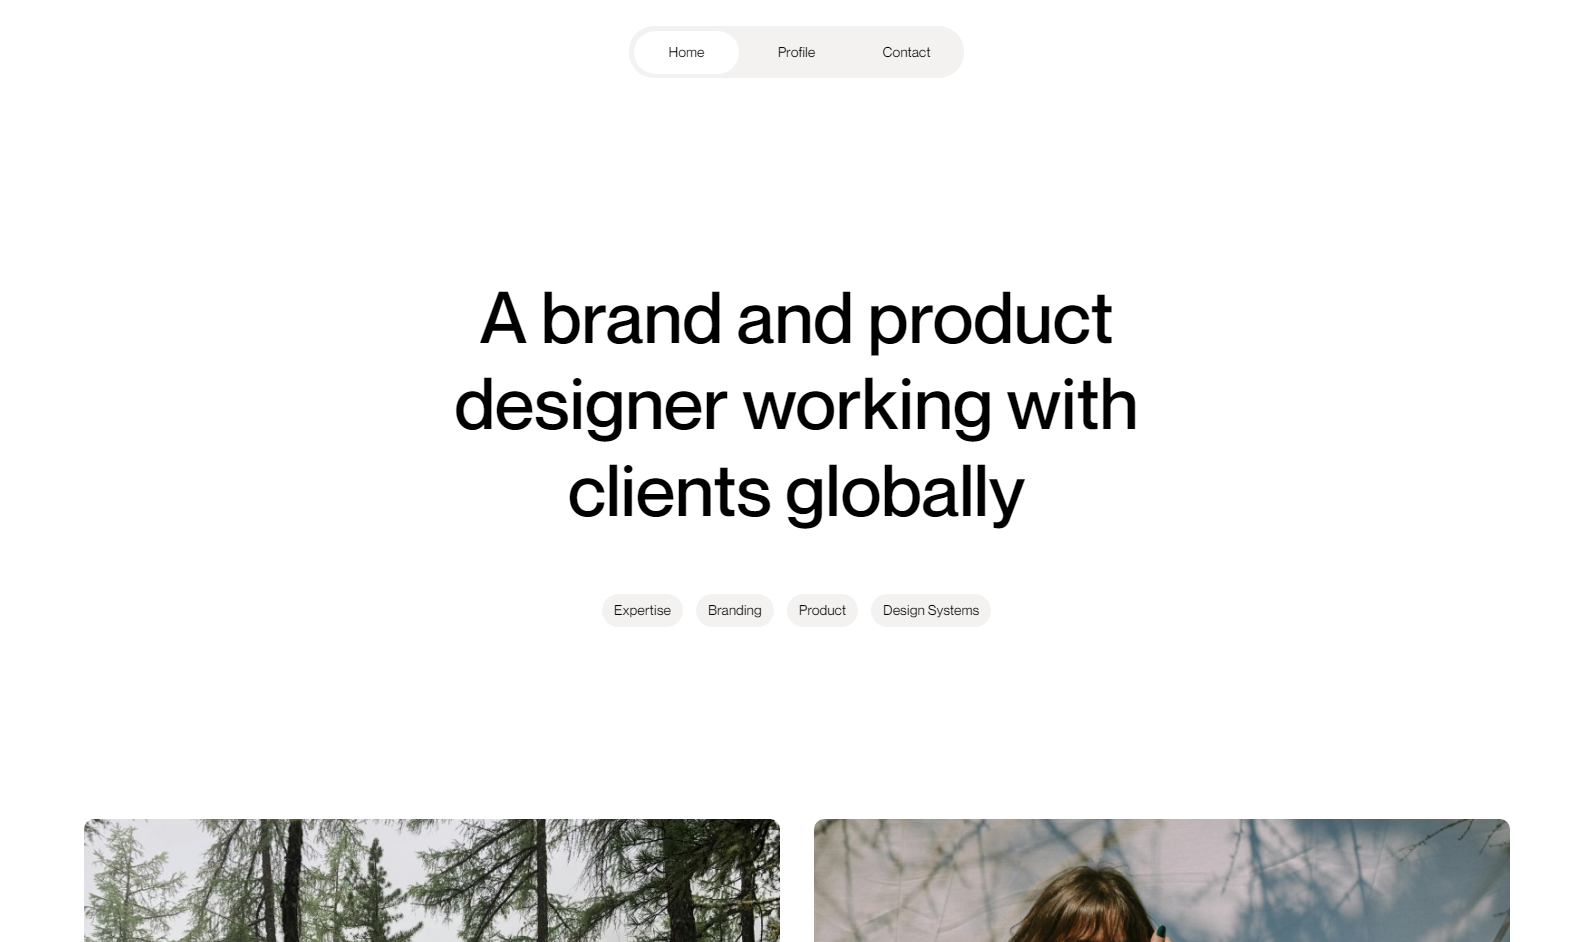 Home Profile Contact
A brand and product
designer working with
clients globally
Expertise Branding Product Design Systems